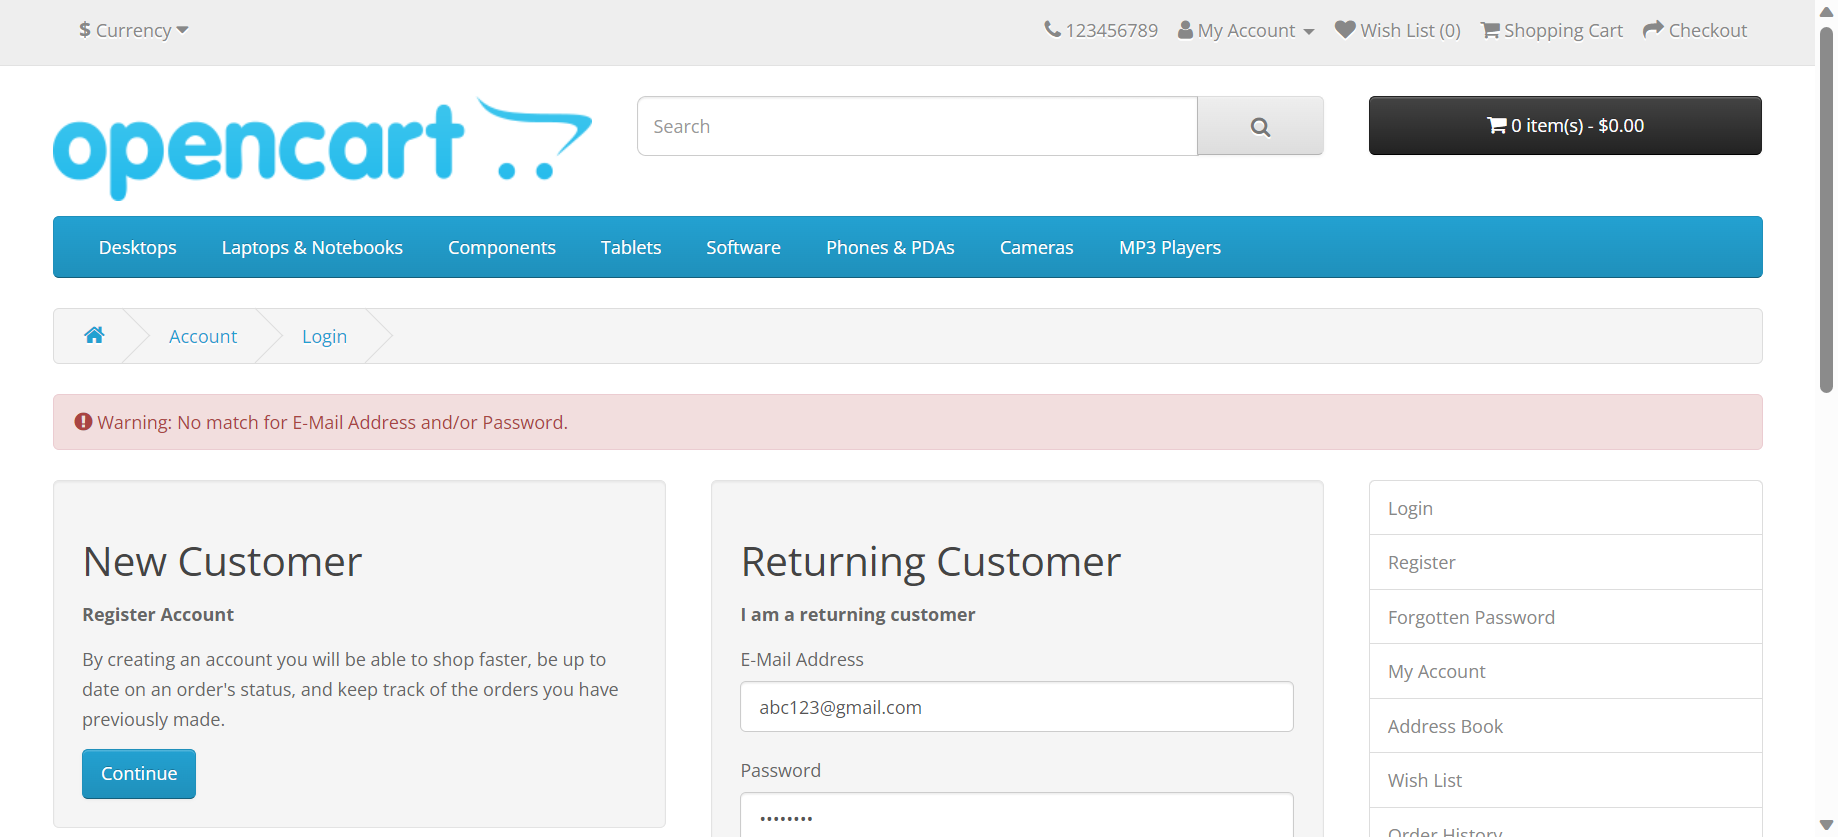 $ Currency
123456789 My Account Wish List (0) Shopping Cart Checkout
opencart
Search
0 item(s) - $0.00
Desktops Laptops & Notebooks Components Tablets Software Phones & PDAs Cameras MP3 Players
Account Login
Warning: No match for E-Mail Address and/or Password.
New Customer
Register Account
By creating an account you will be able to shop faster, be up to
date on an order's status, and keep track of the orders you have
previously made.
Continue
Returning Customer
I am a returning customer
E-Mail Address
abc123@gmail.com
Password
••••••••
Login
Register
Forgotten Password
My Account
Address Book
Wish List
Order History